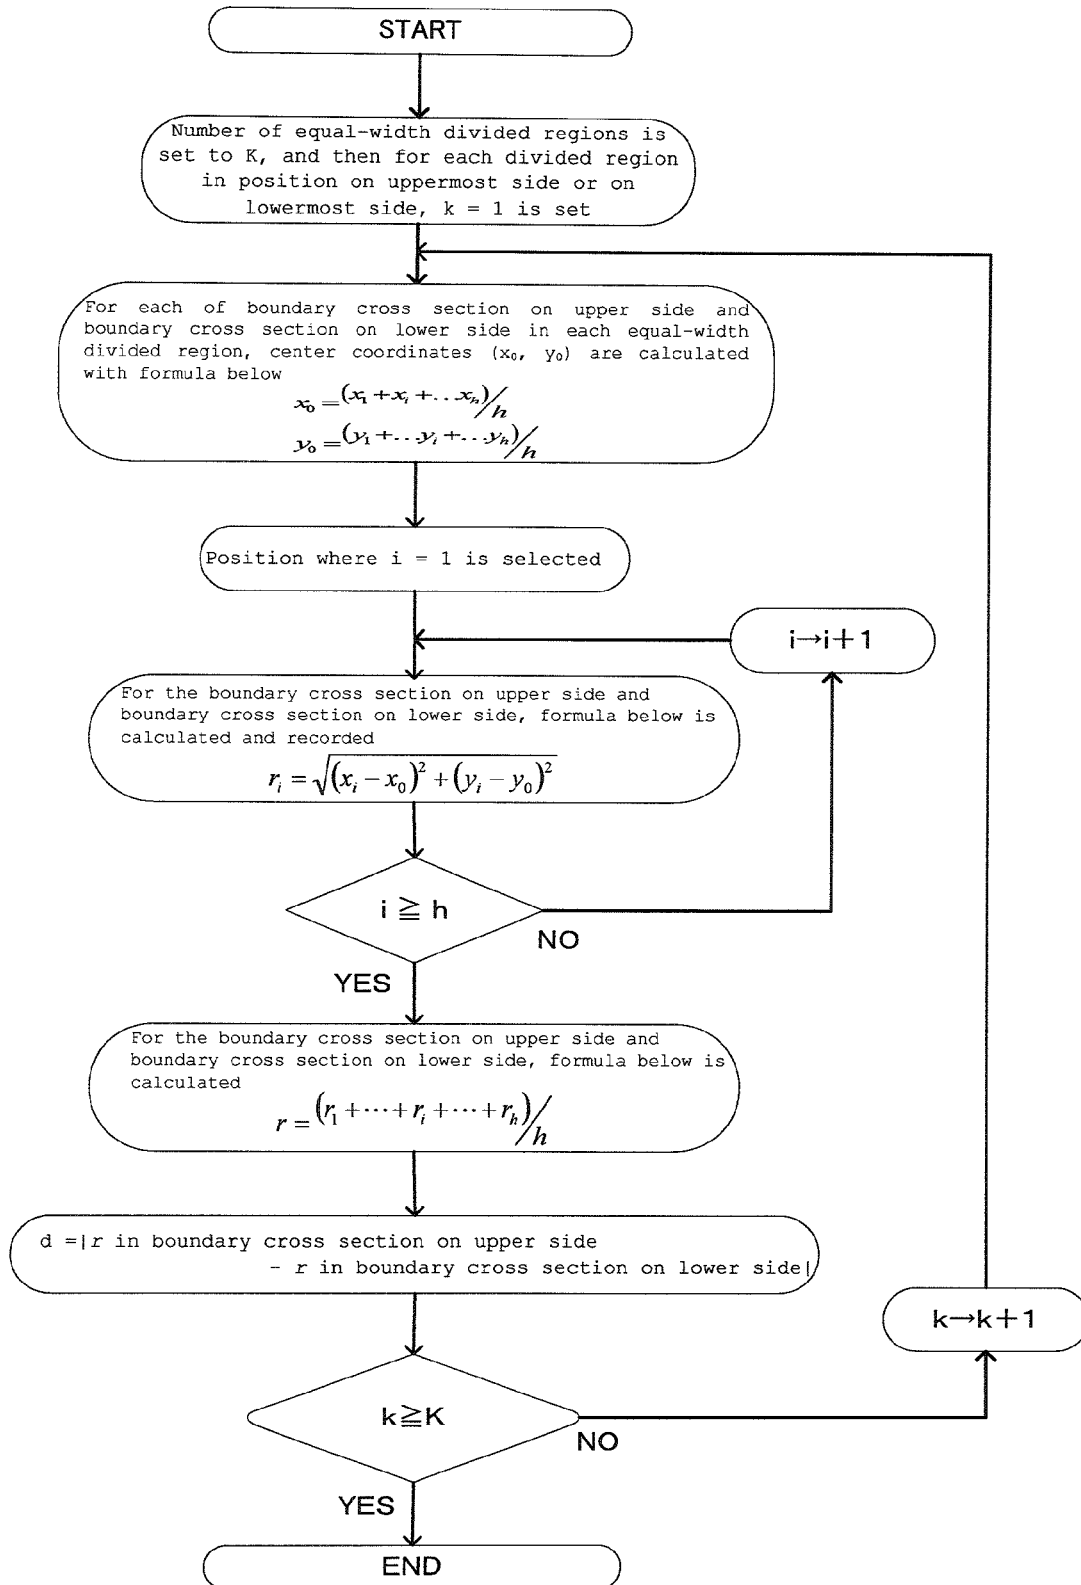 START
Number of equal-width divided regions is
set to K, and then for each divided region
in position on uppermost side or on
lowermost side, k = 1 is set
For each of boundary cross section on upper side and
boundary cross section on lower side in each equal-width
divided region, center coordinates (x₀, y₀) are calculated
with formula below
x₀=(x₁+xᵢ+…xₕ)/h
y₀=(y₁+…yᵢ+…yₕ)/h
Position where i = 1 is selected
i→i+1
For the boundary cross section on upper side and
boundary cross section on lower side, formula below is
calculated and recorded
rᵢ = √(xᵢ − x₀)² + (yᵢ − y₀)²
i ≧ h
NO
YES
For the boundary cross section on upper side and
boundary cross section on lower side, formula below is
calculated
r = (r₁ + ⋯ + rᵢ + ⋯ + rₕ)/h
d =|r in boundary cross section on upper side
- r in boundary cross section on lower side|
k→k+1
k≧K
NO
YES
END